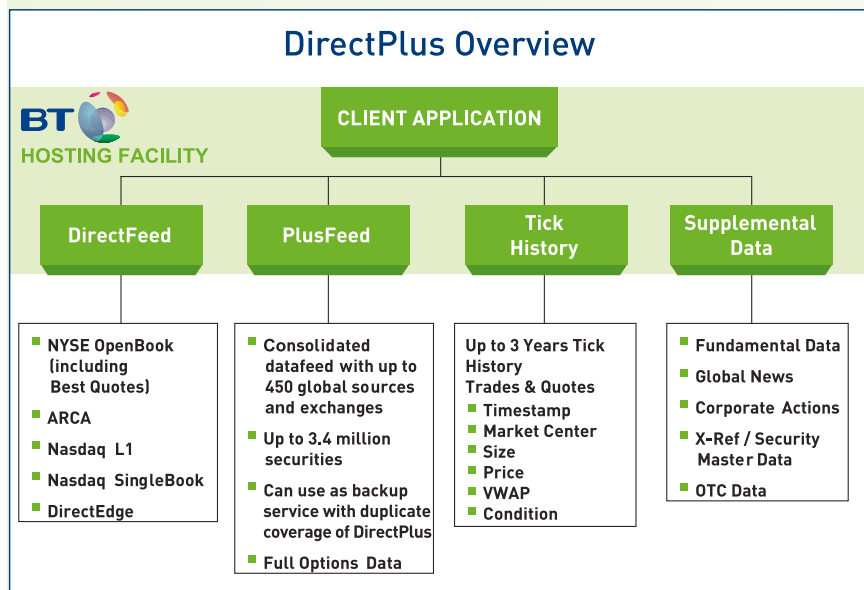 DirectPlus Overview
BT
HOSTING FACILITY
CLIENT APPLICATION
DirectFeed
PlusFeed
Tick
History
Supplemental
Data
NYSE OpenBook
(including
Best Quotes)
ARCA
Nasdaq L1
Nasdaq SingleBook
DirectEdge
Consolidated
datafeed with up to
450 global sources
and exchanges
Up to 3.4 million
securities
Can use as backup
service with duplicate
coverage of DirectPlus
Full Options Data
Up to 3 Years Tick
History
Trades & Quotes
Timestamp
Market Center
Size
Price
VWAP
Condition
Fundamental Data
Global News
Corporate Actions
X-Ref / Security
Master Data
OTC Data